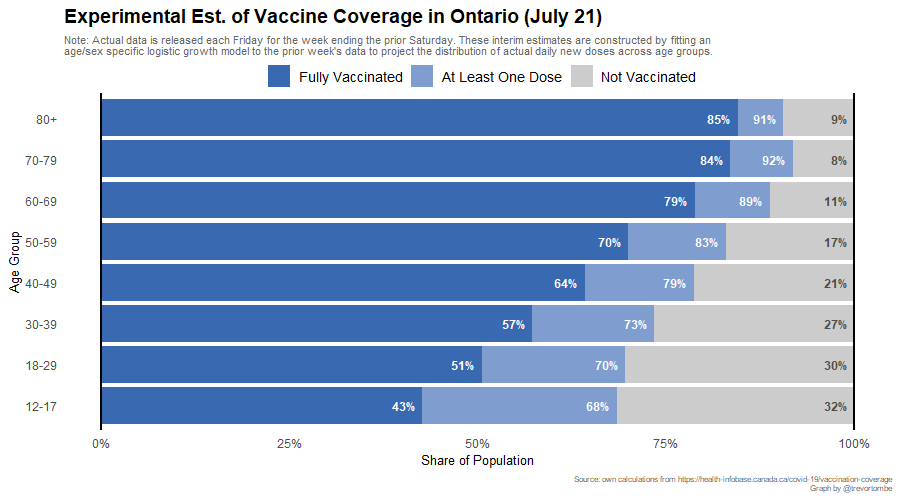 Experimental Est. of Vaccine Coverage in Ontario (July 21)
Note: Actual data is released each Friday for the week ending the prior Saturday. These interim estimates are constructed by fitting an
age/sex specific logistic growth model to the prior week's data to project the distribution of actual daily new doses across age groups.
Fully Vaccinated At Least One Dose Not Vaccinated
80+ 85% 91% 9%
70-79 84% 92% 8%
60-69 79% 89% 11%
50-59 70% 83% 17%
Age Group
40-49 64% 79% 21%
30-39 57% 73% 27%
18-29 51% 70% 30%
12-17 43% 68% 32%
0% 25% 50% 75% 100%
Share of Population
Source: own calculations from https://health-infobase.canada.ca/covid-19/vaccination-coverage
Graph by @trevortombe